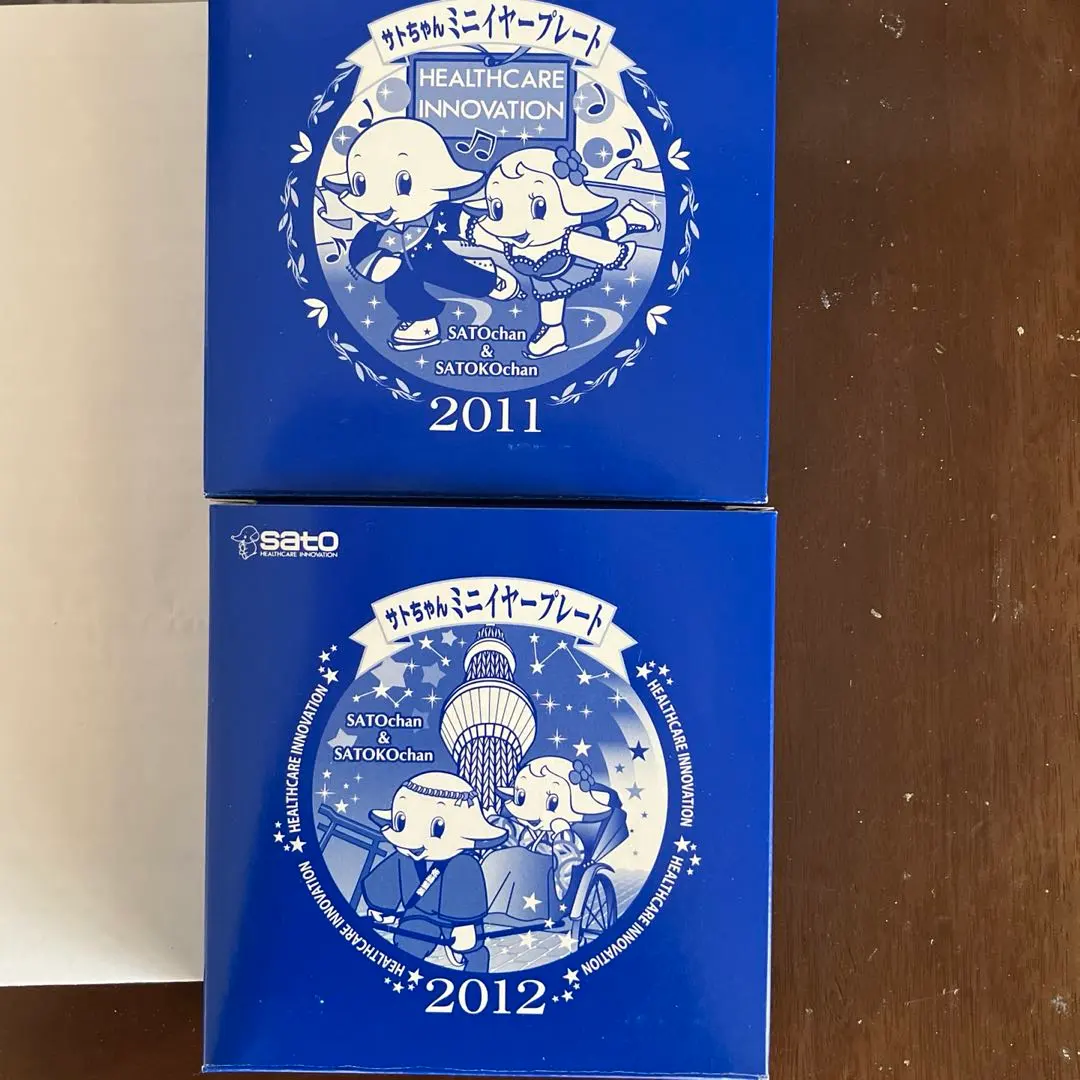 サトちゃん ミニイヤープレート
HEALTHCARE
INNOVATION
SATOchan
&
SATOKOchan
2011
sato
HEALTHCARE INNOVATION
サトちゃん ミニイヤープレート
SATOchan
&
SATOKOchan
HEALTHCARE INNOVATION
HEALTHCARE INNOVATION
HEALTHCARE INNOVATION
HEALTHCARE INNOVATION
2012